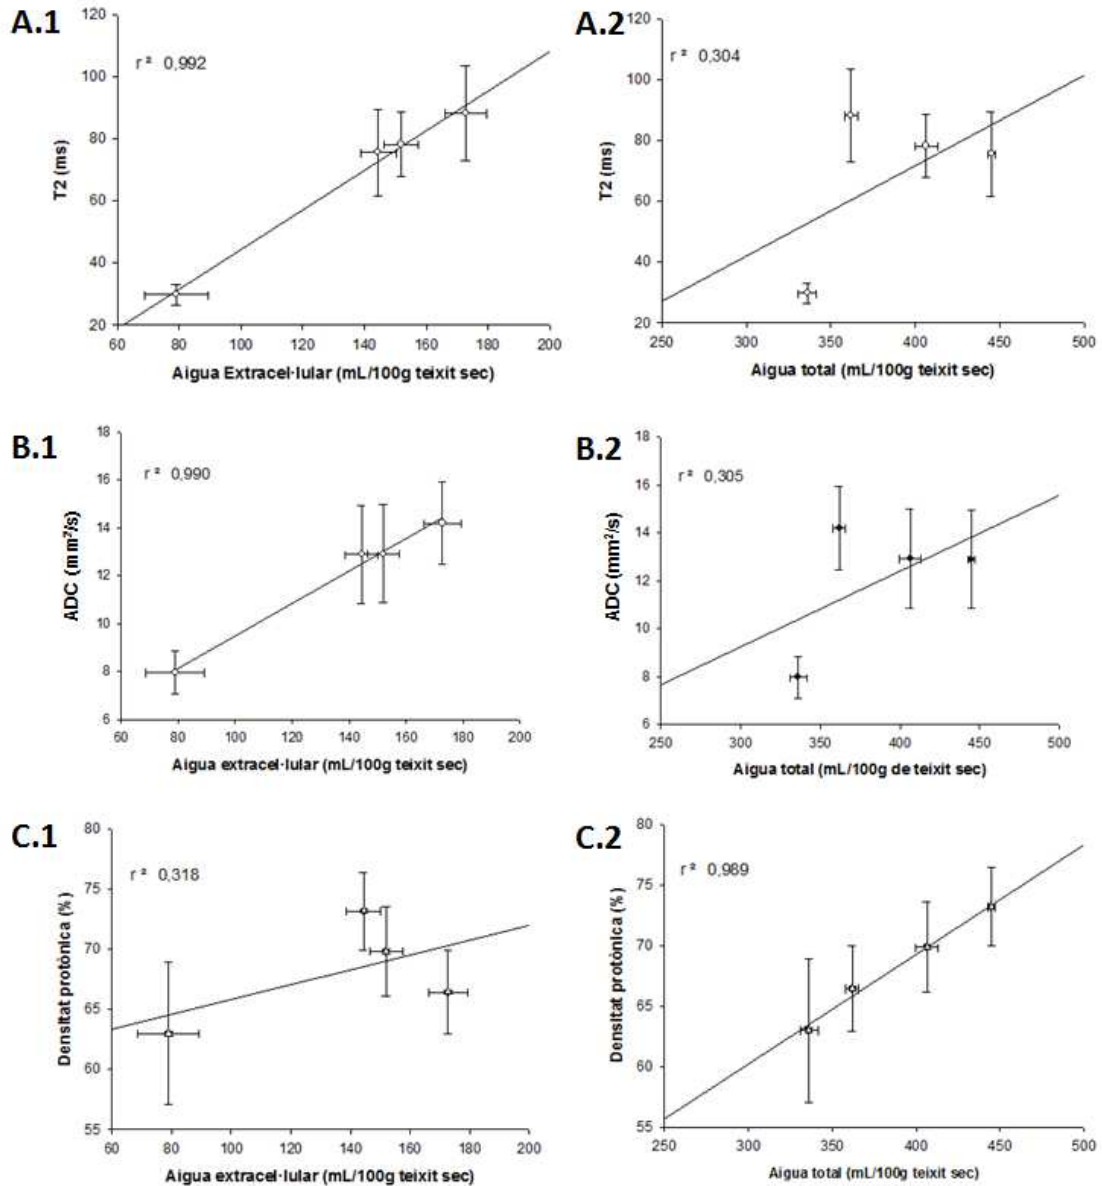 A.1
r ² 0,992
T2 (ms)
120
100
80
60
40
20
60 80 100 120 140 160 180 200
Aigua Extracel·lular (mL/100g teixit sec)
A.2
r ² 0,304
T2 (ms)
120
100
80
60
40
20
250 300 350 400 450 500
Aigua total (mL/100g teixit sec)
B.1
r ² 0,990
ADC (mm²/s)
18
16
14
12
10
8
6
60 80 100 120 140 160 180 200
Aigua extracel·lular (mL/100g teixit sec)
B.2
r ² 0,305
ADC (mm²/s)
18
16
14
12
10
8
6
250 300 350 400 450 500
Aigua total (mL/100g de teixit sec)
C.1
r ² 0,318
Densitat protònica (%)
80
75
70
65
60
55
60 80 100 120 140 160 180 200
Aigua extracel·lular (mL/100g teixit sec)
C.2
r ² 0,989
Densitat protònica (%)
80
75
70
65
60
55
250 300 350 400 450 500
Aigua total (mL/100g teixit sec)